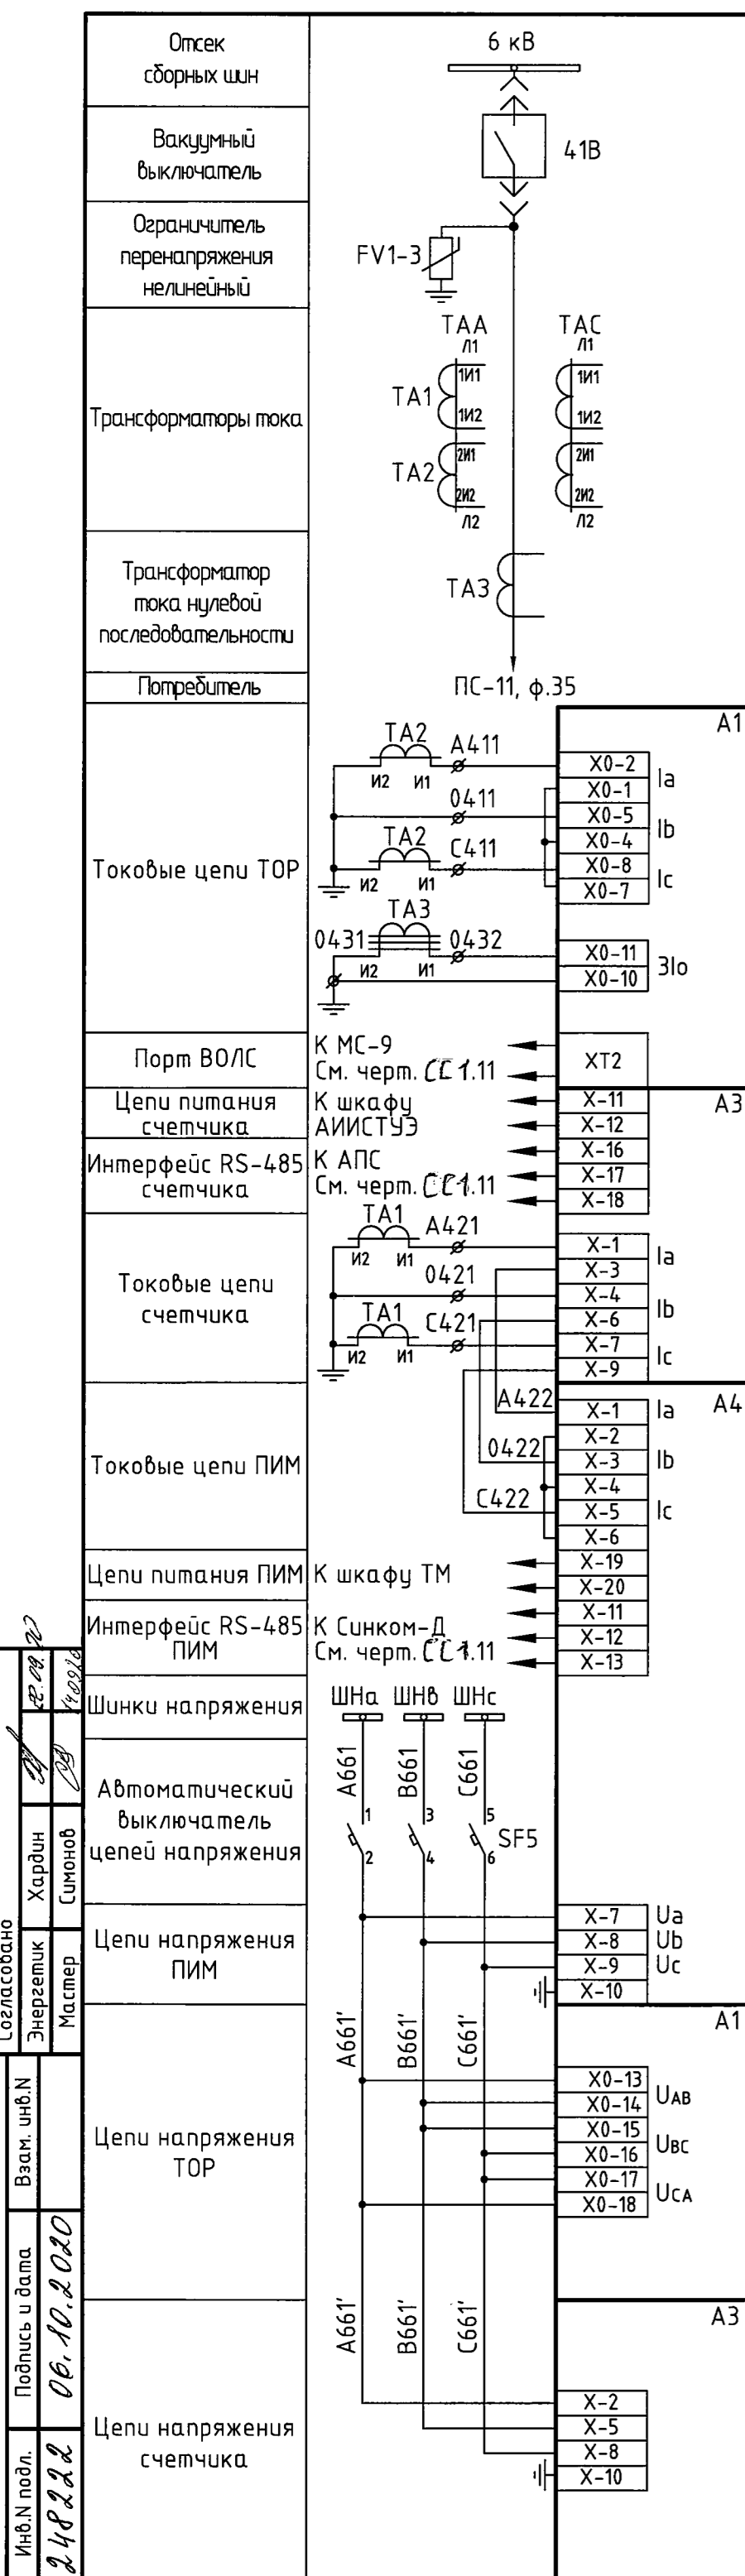 Отсек
сборных шин
6 кВ
Вакуумный
выключатель
41В
Ограничитель
перенапряжения
нелинейный
FV1-3
Трансформаторы тока
ТАА
Л1
ТАС
Л1
ТА1
1И1
1И2
1И1
1И2
ТА2
2И1
2И2
2И1
2И2
Л2
Л2
Трансформатор
тока нулевой
последовательности
ТА3
Потребитель
ПС-11, ф.35
А1
Токовые цепи ТОР
ТА2
А411
И2
И1
0411
ТА2
С411
И2
И1
ТА3
0431
0432
И2
И1
Х0-2
Х0-1
Iа
Х0-5
Х0-4
Ib
Х0-8
Х0-7
Ic
Х0-11
Х0-10
3Io
Порт ВОЛС
К МС-9
См. черт. СС1.11
ХТ2
А3
Цепи питания
счетчика
К шкафу
АИИСТУЭ
Х-11
Х-12
Интерфейс RS-485
счетчика
К АПС
См. черт. СС1.11
Х-16
Х-17
Х-18
Токовые цепи
счетчика
ТА1
А421
И2
И1
0421
ТА1
С421
И2
И1
Х-1
Х-3
Iа
Х-4
Х-6
Ib
Х-7
Х-9
Ic
А4
Токовые цепи ПИМ
А422
0422
С422
Х-1
Х-2
Iа
Х-3
Х-4
Ib
Х-5
Х-6
Ic
Цепи питания ПИМ
К шкафу ТМ
Х-19
Х-20
Интерфейс RS-485
ПИМ
К Синком-Д
См. черт. СС1.11
Х-11
Х-12
Х-13
Шинки напряжения
ШНа
ШНв
ШНс
Автоматический
выключатель
цепей напряжения
А661
В661
С661
1
2
3
4
5
6
SF5
Цепи напряжения
ПИМ
Х-7
Uа
Х-8
Ub
Х-9
Uc
Х-10
А1
Цепи напряжения
ТОР
А661'
В661'
С661'
Х0-13
Х0-14
UАВ
Х0-15
Х0-16
UВС
Х0-17
Х0-18
UСА
А3
Цепи напряжения
счетчика
А661'
В661'
С661'
Х-2
Х-5
Х-8
Х-10
Согласовано
Энергетик
Хардин
Мастер
Симонов
Взам. инв.N
Подпись и дата
06.10.2020
Инв.N подл.
248222